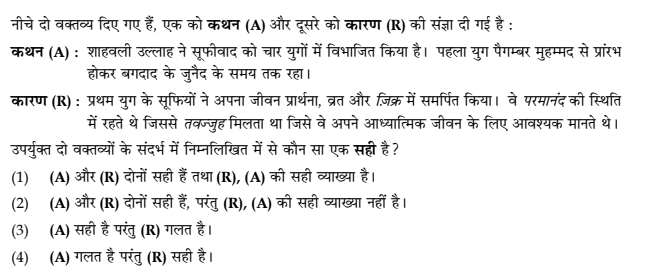 नीचे दो वक्तव्य दिए गए हैं, एक को कथन (A) और दूसरे को कारण (R) की संज्ञा दी गई है :
कथन (A) : शाहवली उल्लाह ने सूफीवाद को चार युगों में विभाजित किया है। पहला युग पैगम्बर मुहम्मद से प्रारंभ
होकर बगदाद के जुनैद के समय तक रहा।
कारण (R) : प्रथम युग के सूफियों ने अपना जीवन प्रार्थना, व्रत और ज़िक्र में समर्पित किया। वे परमानंद की स्थिति
में रहते थे जिससे तवज्जुह मिलता था जिसे वे अपने आध्यात्मिक जीवन के लिए आवश्यक मानते थे।
उपर्युक्त दो वक्तव्यों के संदर्भ में निम्नलिखित में से कौन सा एक सही है ?
(1) (A) और (R) दोनों सही हैं तथा (R), (A) की सही व्याख्या है।
(2) (A) और (R) दोनों सही हैं, परंतु (R), (A) की सही व्याख्या नहीं है।
(3) (A) सही है परंतु (R) गलत है।
(4) (A) गलत है परंतु (R) सही है।